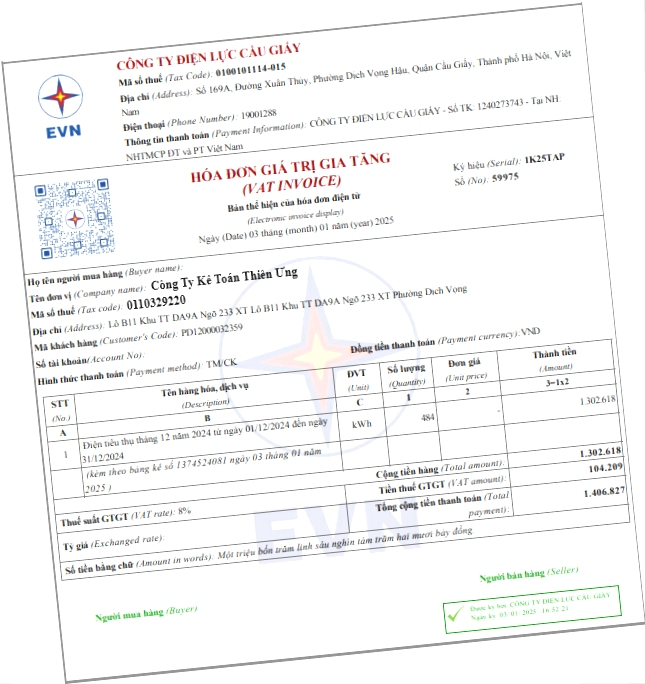 CÔNG TY ĐIỆN LỰC CẦU GIẤY
Mã số thuế (Tax Code): 0100101114-015
Địa chỉ (Address): Số 169A, Đường Xuân Thuỷ, Phường Dịch Vọng Hậu, Quận Cầu Giấy, Thành phố Hà Nội, Việt
Nam
Điện thoại (Phone Number): 19001288
Thông tin thanh toán (Payment Information): CÔNG TY ĐIỆN LỰC CẦU GIẤY - Số TK: 1240273743 - Tại NH:
NHTMCP ĐT và PT Việt Nam
EVN
HÓA ĐƠN GIÁ TRỊ GIA TĂNG
(VAT INVOICE)
Ký hiệu (Serial): 1K25TAP
Số (No): 59975
Bản thể hiện của hóa đơn điện tử
(Electronic invoice display)
Ngày (Date) 03 tháng (month) 01 năm (year) 2025
Họ tên người mua hàng (Buyer name):
Tên đơn vị (Company name): Công Ty Kế Toán Thiên Ưng
Mã số thuế (Tax code): 0110329220
Địa chỉ (Address): Lô B11 Khu TT DA9A Ngõ 233 XT Lô B11 Khu TT DA9A Ngõ 233 XT Phường Dịch Vọng
Mã khách hàng (Customer's Code): PD12000032359
Số tài khoản/Account No):
Hình thức thanh toán (Payment method): TM/CK
Đồng tiền thanh toán (Payment currency): VND
STT Tên hàng hóa, dịch vụ ĐVT Số lượng Đơn giá Thành tiền
(No.) (Description) (Unit) (Quantity) (Unit price) (Amount)
A B C 1 2 3=1x2
1 Điện tiêu thụ tháng 12 năm 2024 từ ngày 01/12/2024 đến ngày kWh 484 - 1.302.618
31/12/2024
(kèm theo bảng kê số 1374524081 ngày 03 tháng 01 năm
2025 )
Cộng tiền hàng (Total amount): 1.302.618
Thuế suất GTGT (VAT rate): 8% Tiền thuế GTGT (VAT amount): 104.209
Tỷ giá (Exchanged rate): Tổng cộng tiền thanh toán (Total
payment): 1.406.827
Số tiền bằng chữ (Amount in words): Một triệu bốn trăm linh sáu nghìn tám trăm hai mươi bảy đồng
EVN
Người mua hàng (Buyer)
Người bán hàng (Seller)
Được ký bởi: CÔNG TY ĐIỆN LỰC CẦU GIẤY
Ngày ký: 03/01/2025 16:52:21